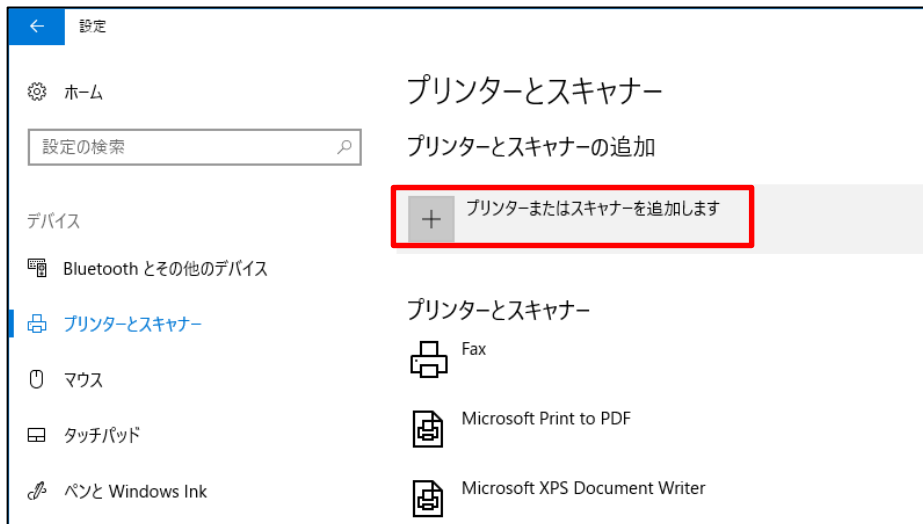 設定
ホーム
設定の検索
デバイス
Bluetooth とその他のデバイス
プリンターとスキャナー
マウス
タッチパッド
ペンと Windows Ink
プリンターとスキャナー
プリンターとスキャナーの追加
プリンターまたはスキャナーを追加します
プリンターとスキャナー
Fax
Microsoft Print to PDF
Microsoft XPS Document Writer